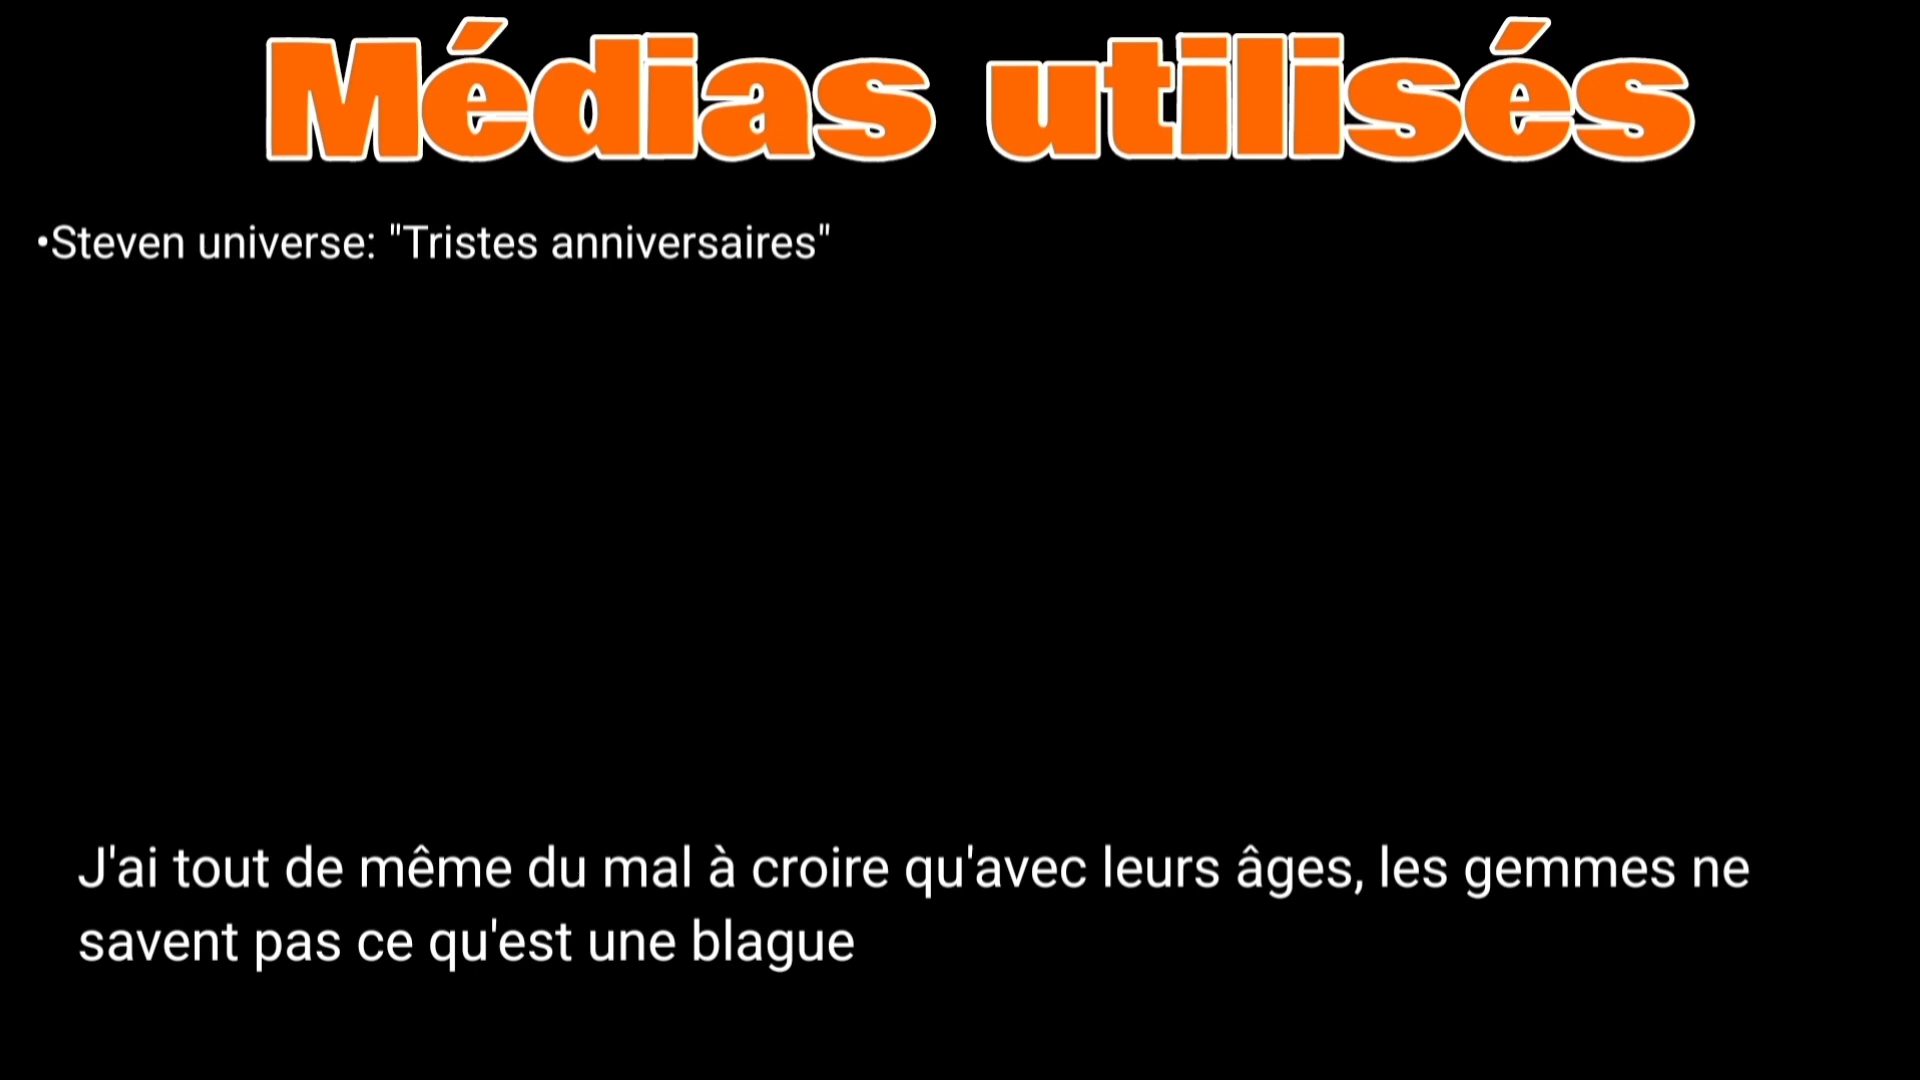 Médias utilisés
•Steven universe: "Tristes anniversaires"
J'ai tout de même du mal à croire qu'avec leurs âges, les gemmes ne
savent pas ce qu'est une blague